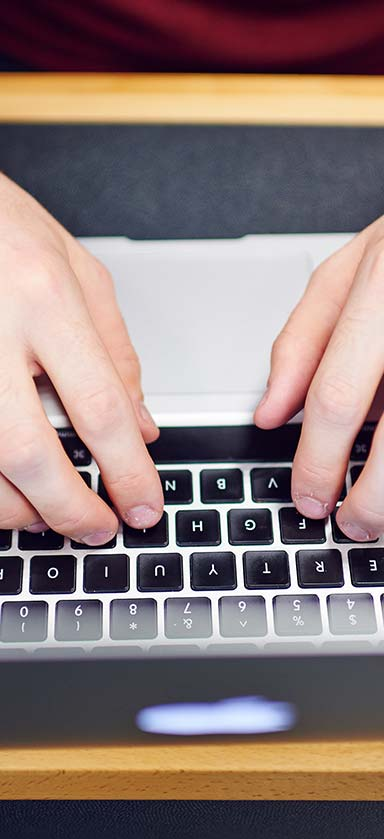 $ % ^ & * ( )
4 5 6 7 8 9 0
E R T Y U I O P
F G H
V B N
⌘ ⌘